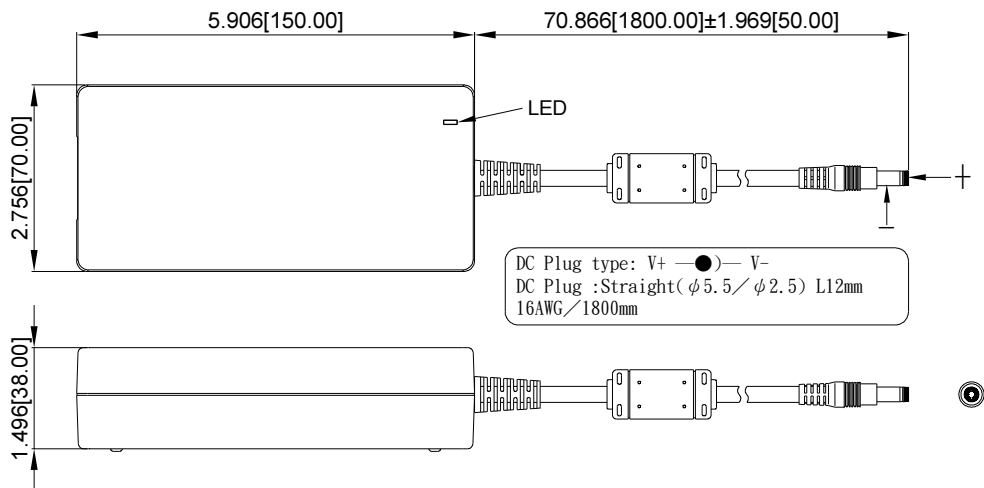 5.906[150.00]
70.866[1800.00]±1.969[50.00]
LED
2.756[70.00]
+
−
DC Plug type: V+ —●)— V-
DC Plug :Straight(φ5.5／φ2.5) L12mm
16AWG／1800mm
1.496[38.00]